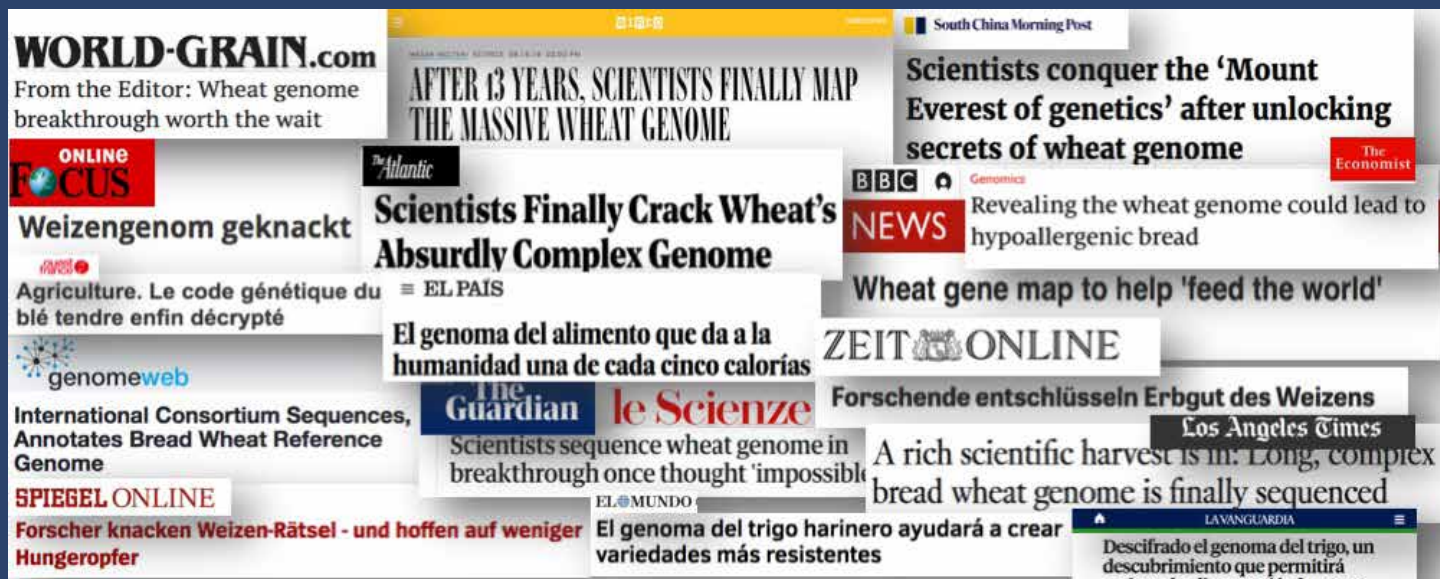 WORLD-GRAIN.com
From the Editor: Wheat genome
breakthrough worth the wait
WIRED
AFTER 13 YEARS, SCIENTISTS FINALLY MAP
THE MASSIVE WHEAT GENOME
South China Morning Post
Scientists conquer the ‘Mount
Everest of genetics’ after unlocking
secrets of wheat genome
The
Economist
ONLINE
FOCUS
Weizengenom geknackt
The Atlantic
Scientists Finally Crack Wheat’s
Absurdly Complex Genome
BBC
NEWS
Genomics
Revealing the wheat genome could lead to
hypoallergenic bread
Wheat gene map to help 'feed the world'
ouest
france
Agriculture. Le code génétique du
blé tendre enfin décrypté
EL PAÍS
El genoma del alimento que da a la
humanidad una de cada cinco calorías
ZEIT ONLINE
Forschende entschlüsseln Erbgut des Weizens
genomeweb
International Consortium Sequences,
Annotates Bread Wheat Reference
Genome
The
Guardian
le Scienze
Scientists sequence wheat genome in
breakthrough once thought 'impossible
Los Angeles Times
A rich scientific harvest is in: Long, complex
bread wheat genome is finally sequenced
SPIEGEL ONLINE
Forscher knacken Weizen-Rätsel - und hoffen auf weniger
Hungeropfer
EL MUNDO
El genoma del trigo harinero ayudará a crear
variedades más resistentes
LA VANGUARDIA
Descifrado el genoma del trigo, un
descubrimiento que permitirá